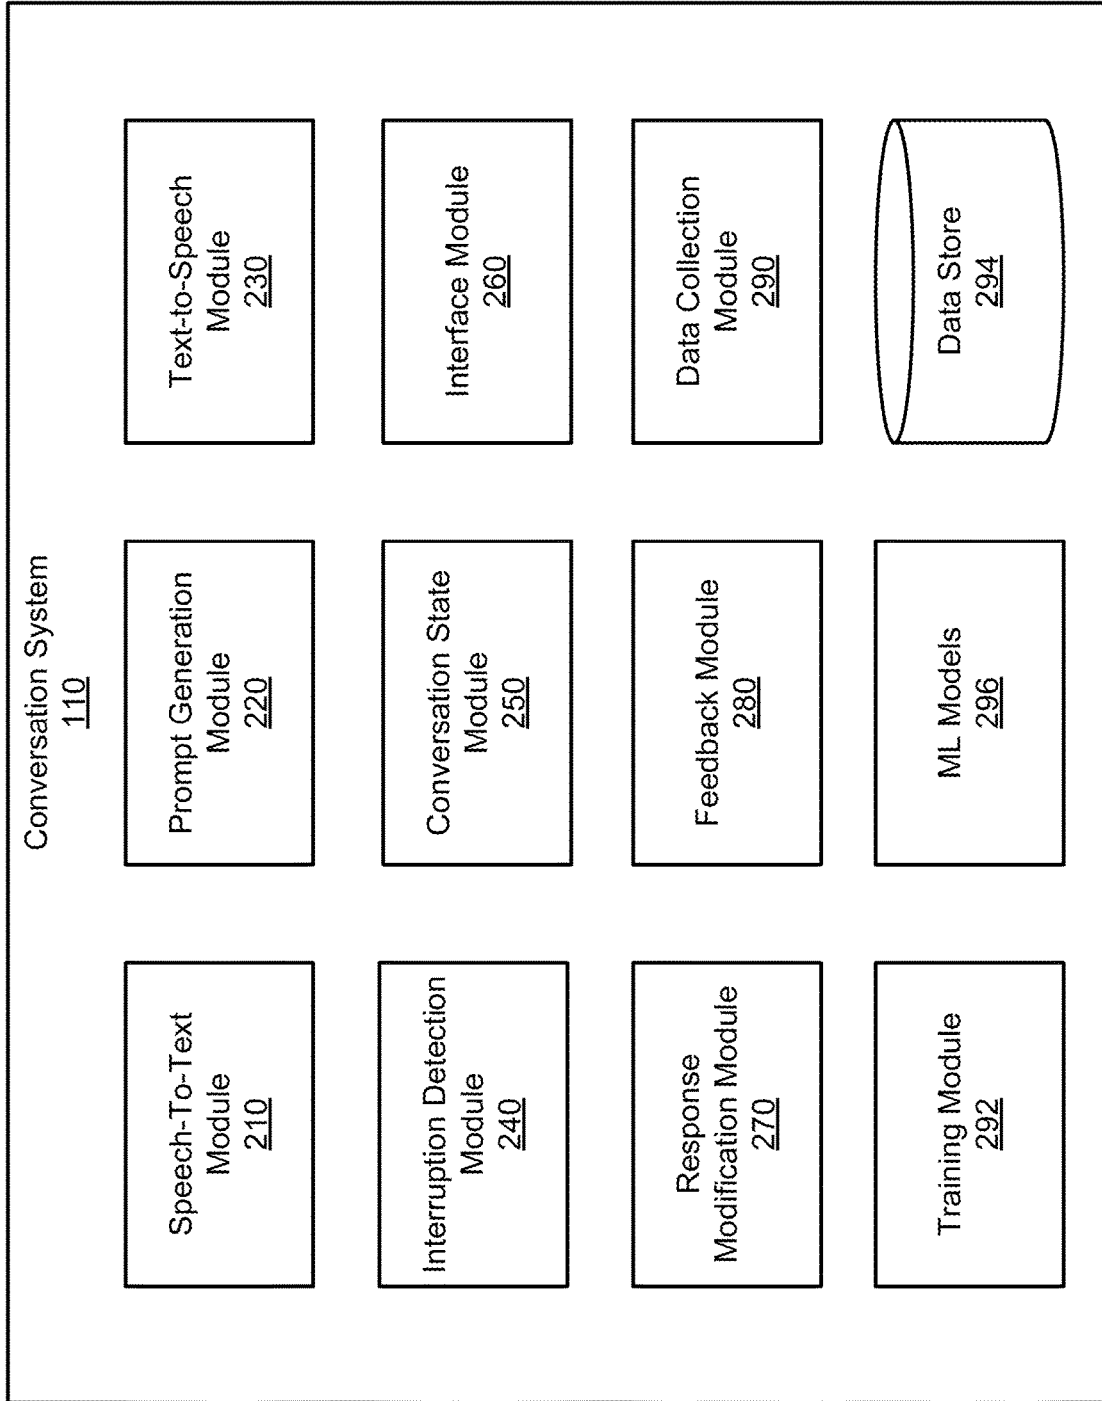 Conversation System
110
Speech-To-Text
Module
210
Prompt Generation
Module
220
Text-to-Speech
Module
230
Interruption Detection
Module
240
Conversation State
Module
250
Interface Module
260
Response
Modification Module
270
Feedback Module
280
Data Collection
Module
290
Training Module
292
ML Models
296
Data Store
294